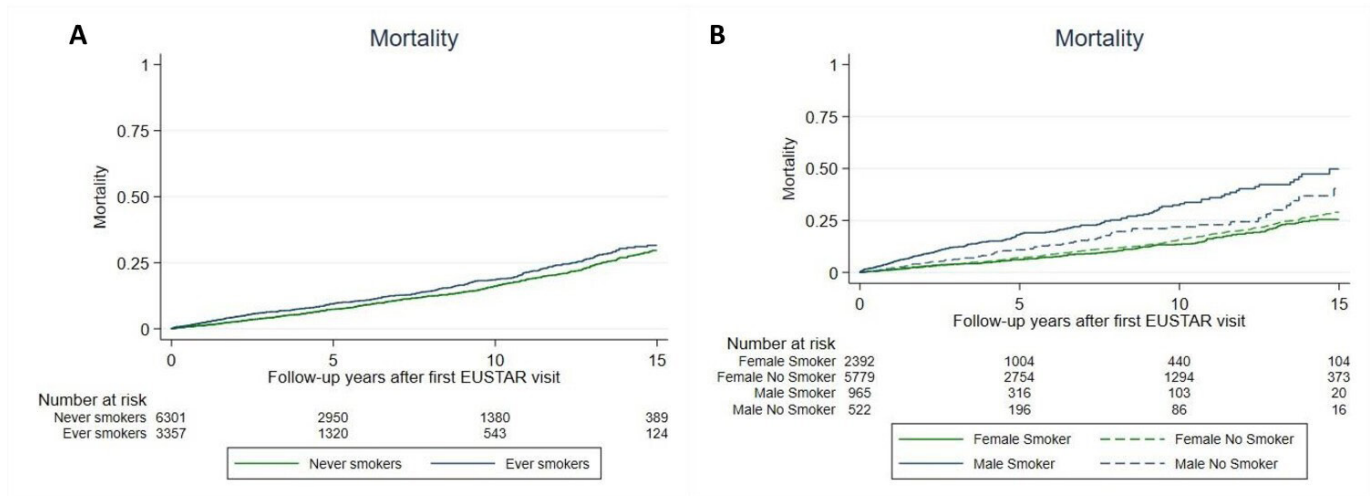 A
Mortality
1
0.75
0.50
0.25
0
Mortality
0 5 10 15
Follow-up years after first EUSTAR visit
Number at risk
Never smokers 6301 2950 1380 389
Ever smokers 3357 1320 543 124
Never smokers Ever smokers
B
Mortality
1
0.75
0.50
0.25
0
Mortality
0 5 10 15
Follow-up years after first EUSTAR visit
Number at risk
Female Smoker 2392 1004 440 104
Female No Smoker 5779 2754 1294 373
Male Smoker 965 316 103 20
Male No Smoker 522 196 86 16
Female Smoker Female No Smoker
Male Smoker Male No Smoker